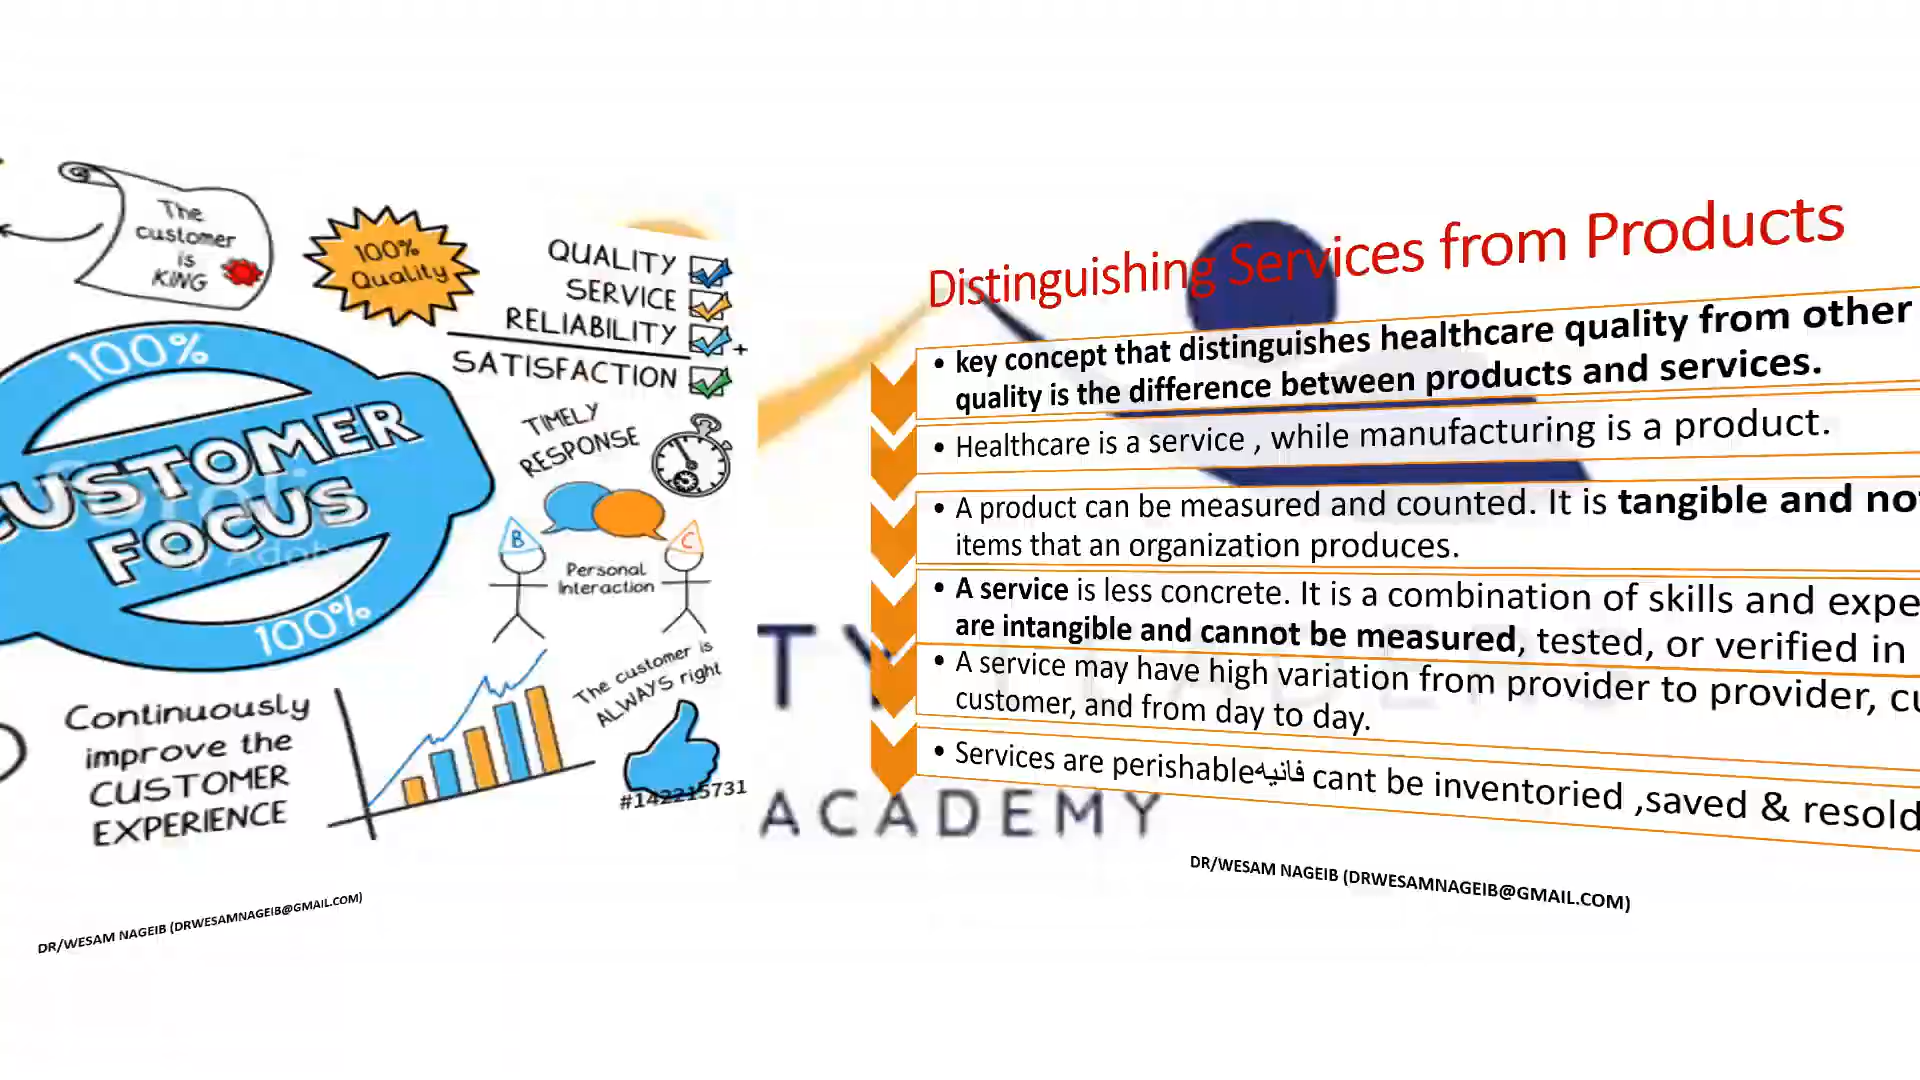 The
customer
is
KING
100%
Quality
QUALITY
SERVICE
RELIABILITY
+
SATISFACTION
100%
CUSTOMER
FOCUS
100%
TIMELY
RESPONSE
B
C
Personal
Interaction
The customer is
ALWAYS right
Continuously
improve the
CUSTOMER
EXPERIENCE
#142215731
DR/WESAM NAGEIB (DRWESAMNAGEIB@GMAIL.COM)
Distinguishing Services from Products
• key concept that distinguishes healthcare quality from other
quality is the difference between products and services.
• Healthcare is a service , while manufacturing is a product.
• A product can be measured and counted. It is tangible and
items that an organization produces.
• A service is less concrete. It is a combination of skills and
are intangible and cannot be measured, tested, or verified in
• A service may have high variation from provider to provider,
customer, and from day to day.
• Services are perishableفانيه cant be inventoried ,saved & resold
ACADEMY
DR/WESAM NAGEIB (DRWESAMNAGEIB@GMAIL.COM)